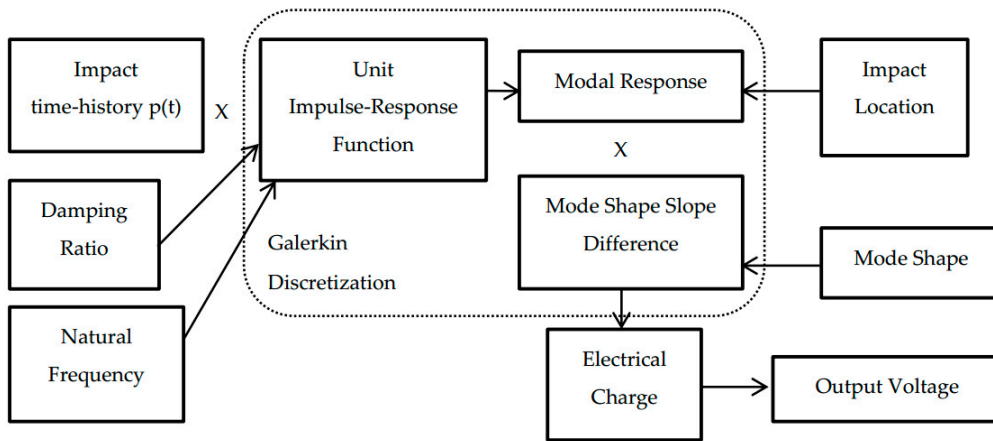 Impact
time-history p(t)
X
Unit
Impulse-Response
Function
Modal Response
Impact
Location
X
Damping
Ratio
Mode Shape Slope
Difference
Galerkin
Discretization
Mode Shape
Natural
Frequency
Electrical
Charge
Output Voltage